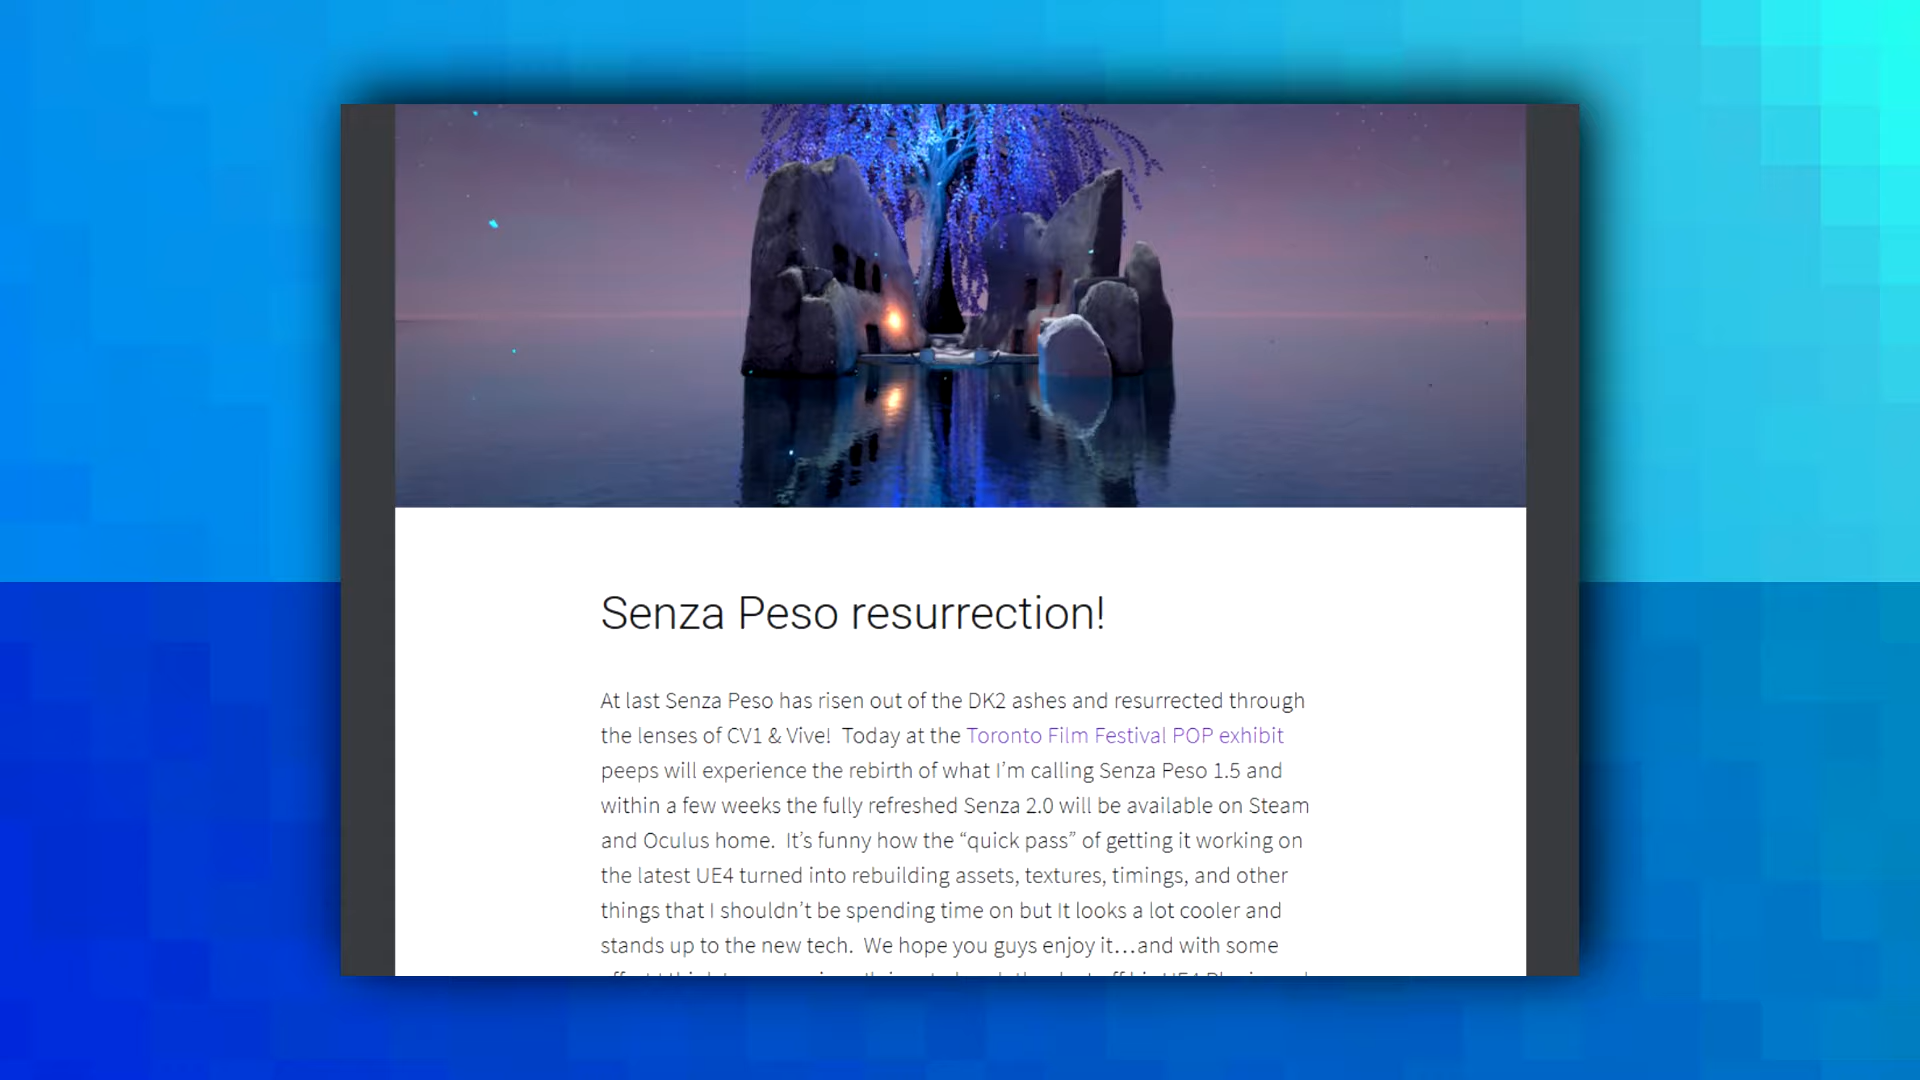 Senza Peso resurrection!
At last Senza Peso has risen out of the DK2 ashes and resurrected through
the lenses of CV1 & Vive!  Today at the Toronto Film Festival POP exhibit
peeps will experience the rebirth of what I’m calling Senza Peso 1.5 and
within a few weeks the fully refreshed Senza 2.0 will be available on Steam
and Oculus home.  It’s funny how the “quick pass” of getting it working on
the latest UE4 turned into rebuilding assets, textures, timings, and other
things that I shouldn’t be spending time on but It looks a lot cooler and
stands up to the new tech.  We hope you guys enjoy it…and with some